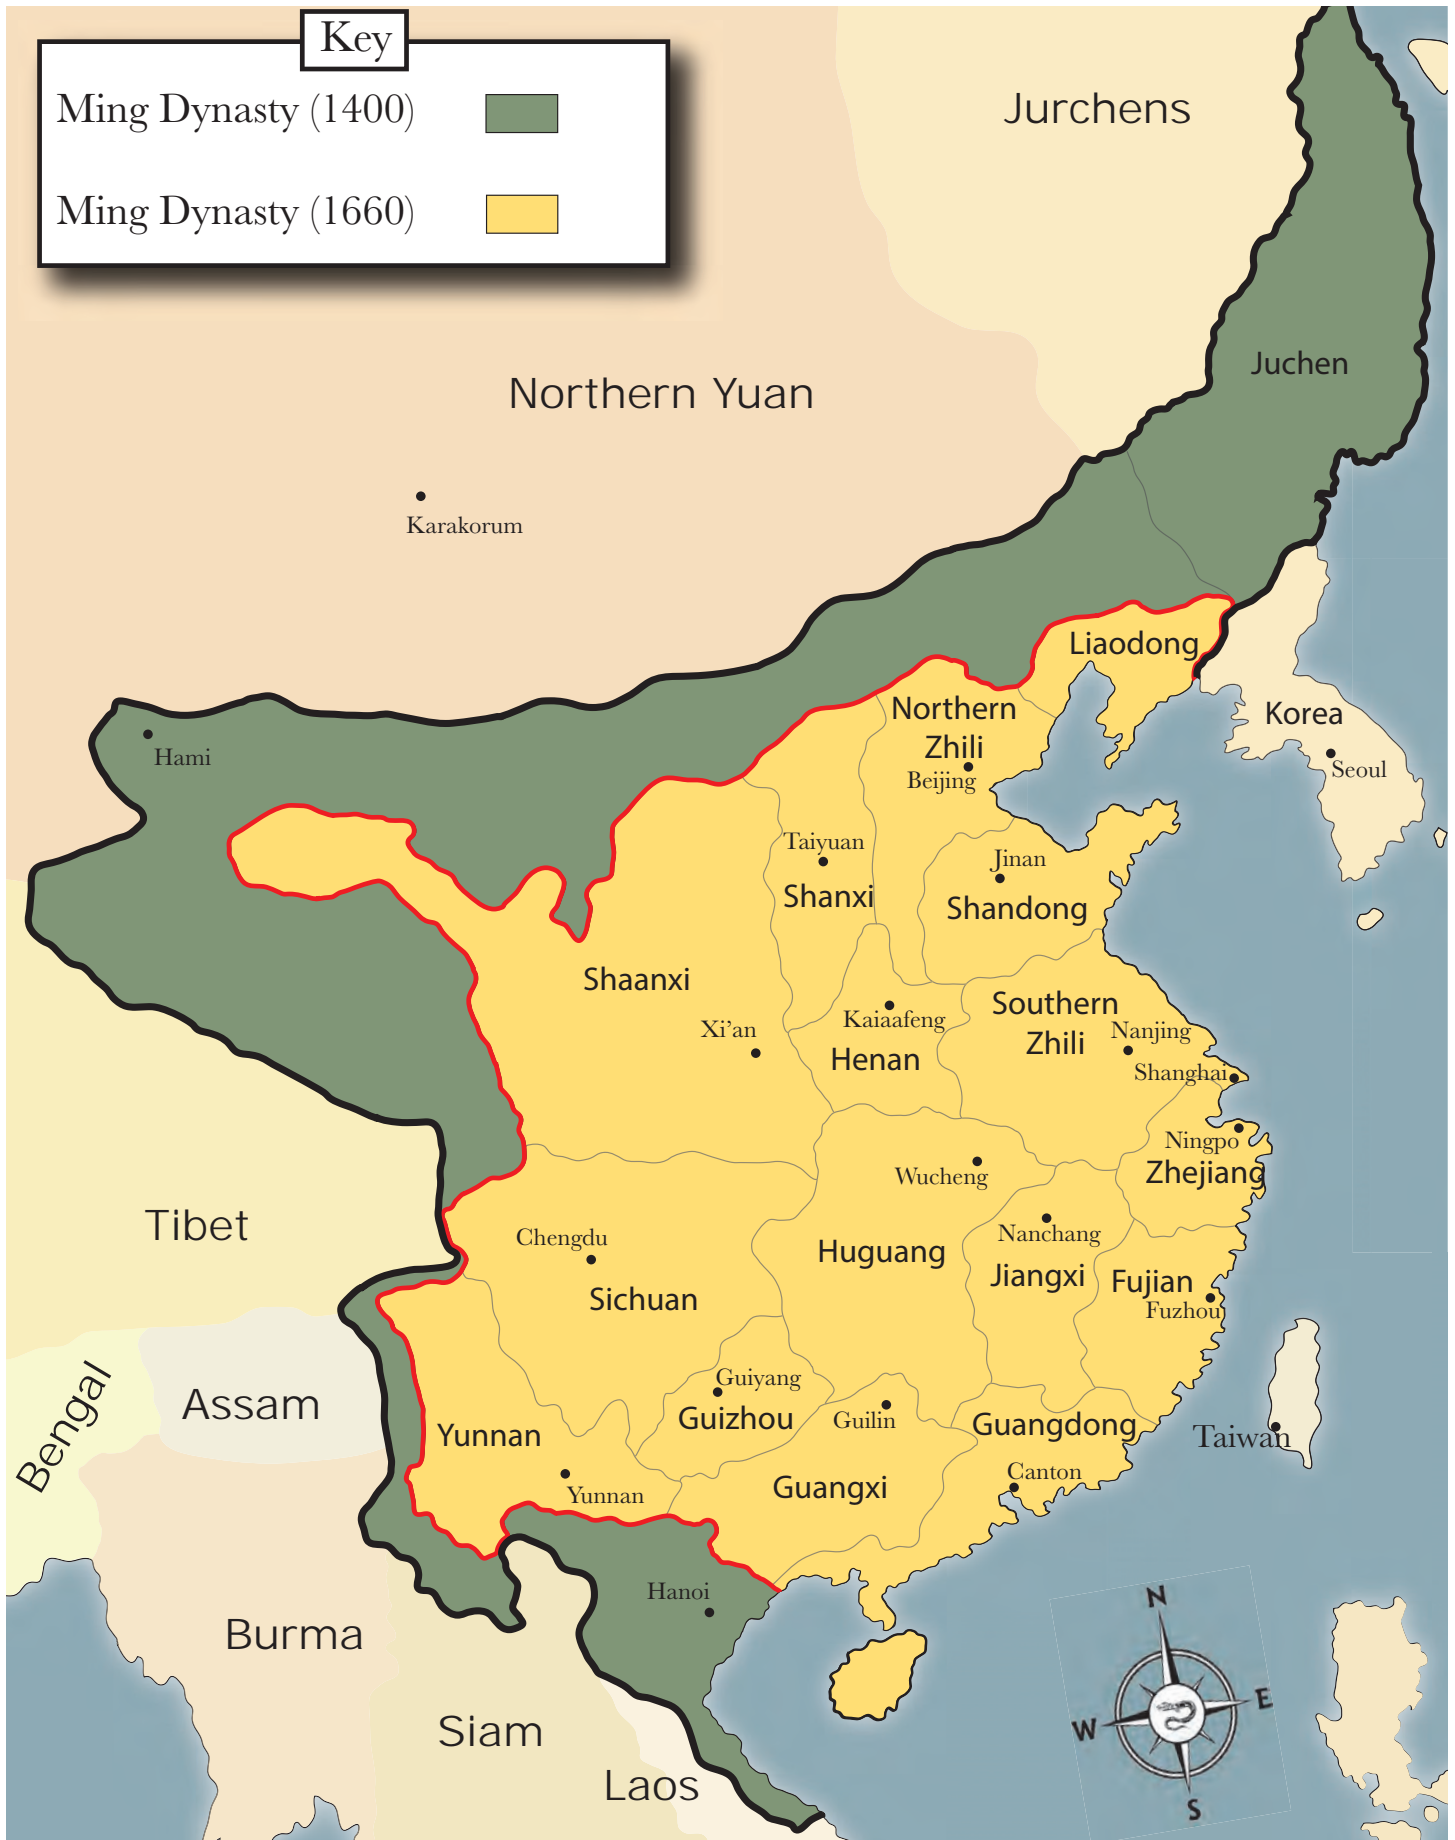 Key
Ming Dynasty (1400)
Ming Dynasty (1660)
Jurchens
Juchen
Northern Yuan
Karakorum
Liaodong
Northern
Zhili
Beijing
Korea
Seoul
Hami
Taiyuan
Shanxi
Jinan
Shandong
Shaanxi
Xi’an
Kaiaafeng
Henan
Southern
Zhili
Nanjing
Shanghai
Ningpo
Zhejiang
Wucheng
Tibet
Chengdu
Sichuan
Huguang
Nanchang
Jiangxi
Fujian
Fuzhou
Bengal
Assam
Guiyang
Guizhou
Guilin
Guangdong
Taiwan
Yunnan
Yunnan
Guangxi
Canton
Hanoi
Burma
Siam
Laos
N
W
E
S